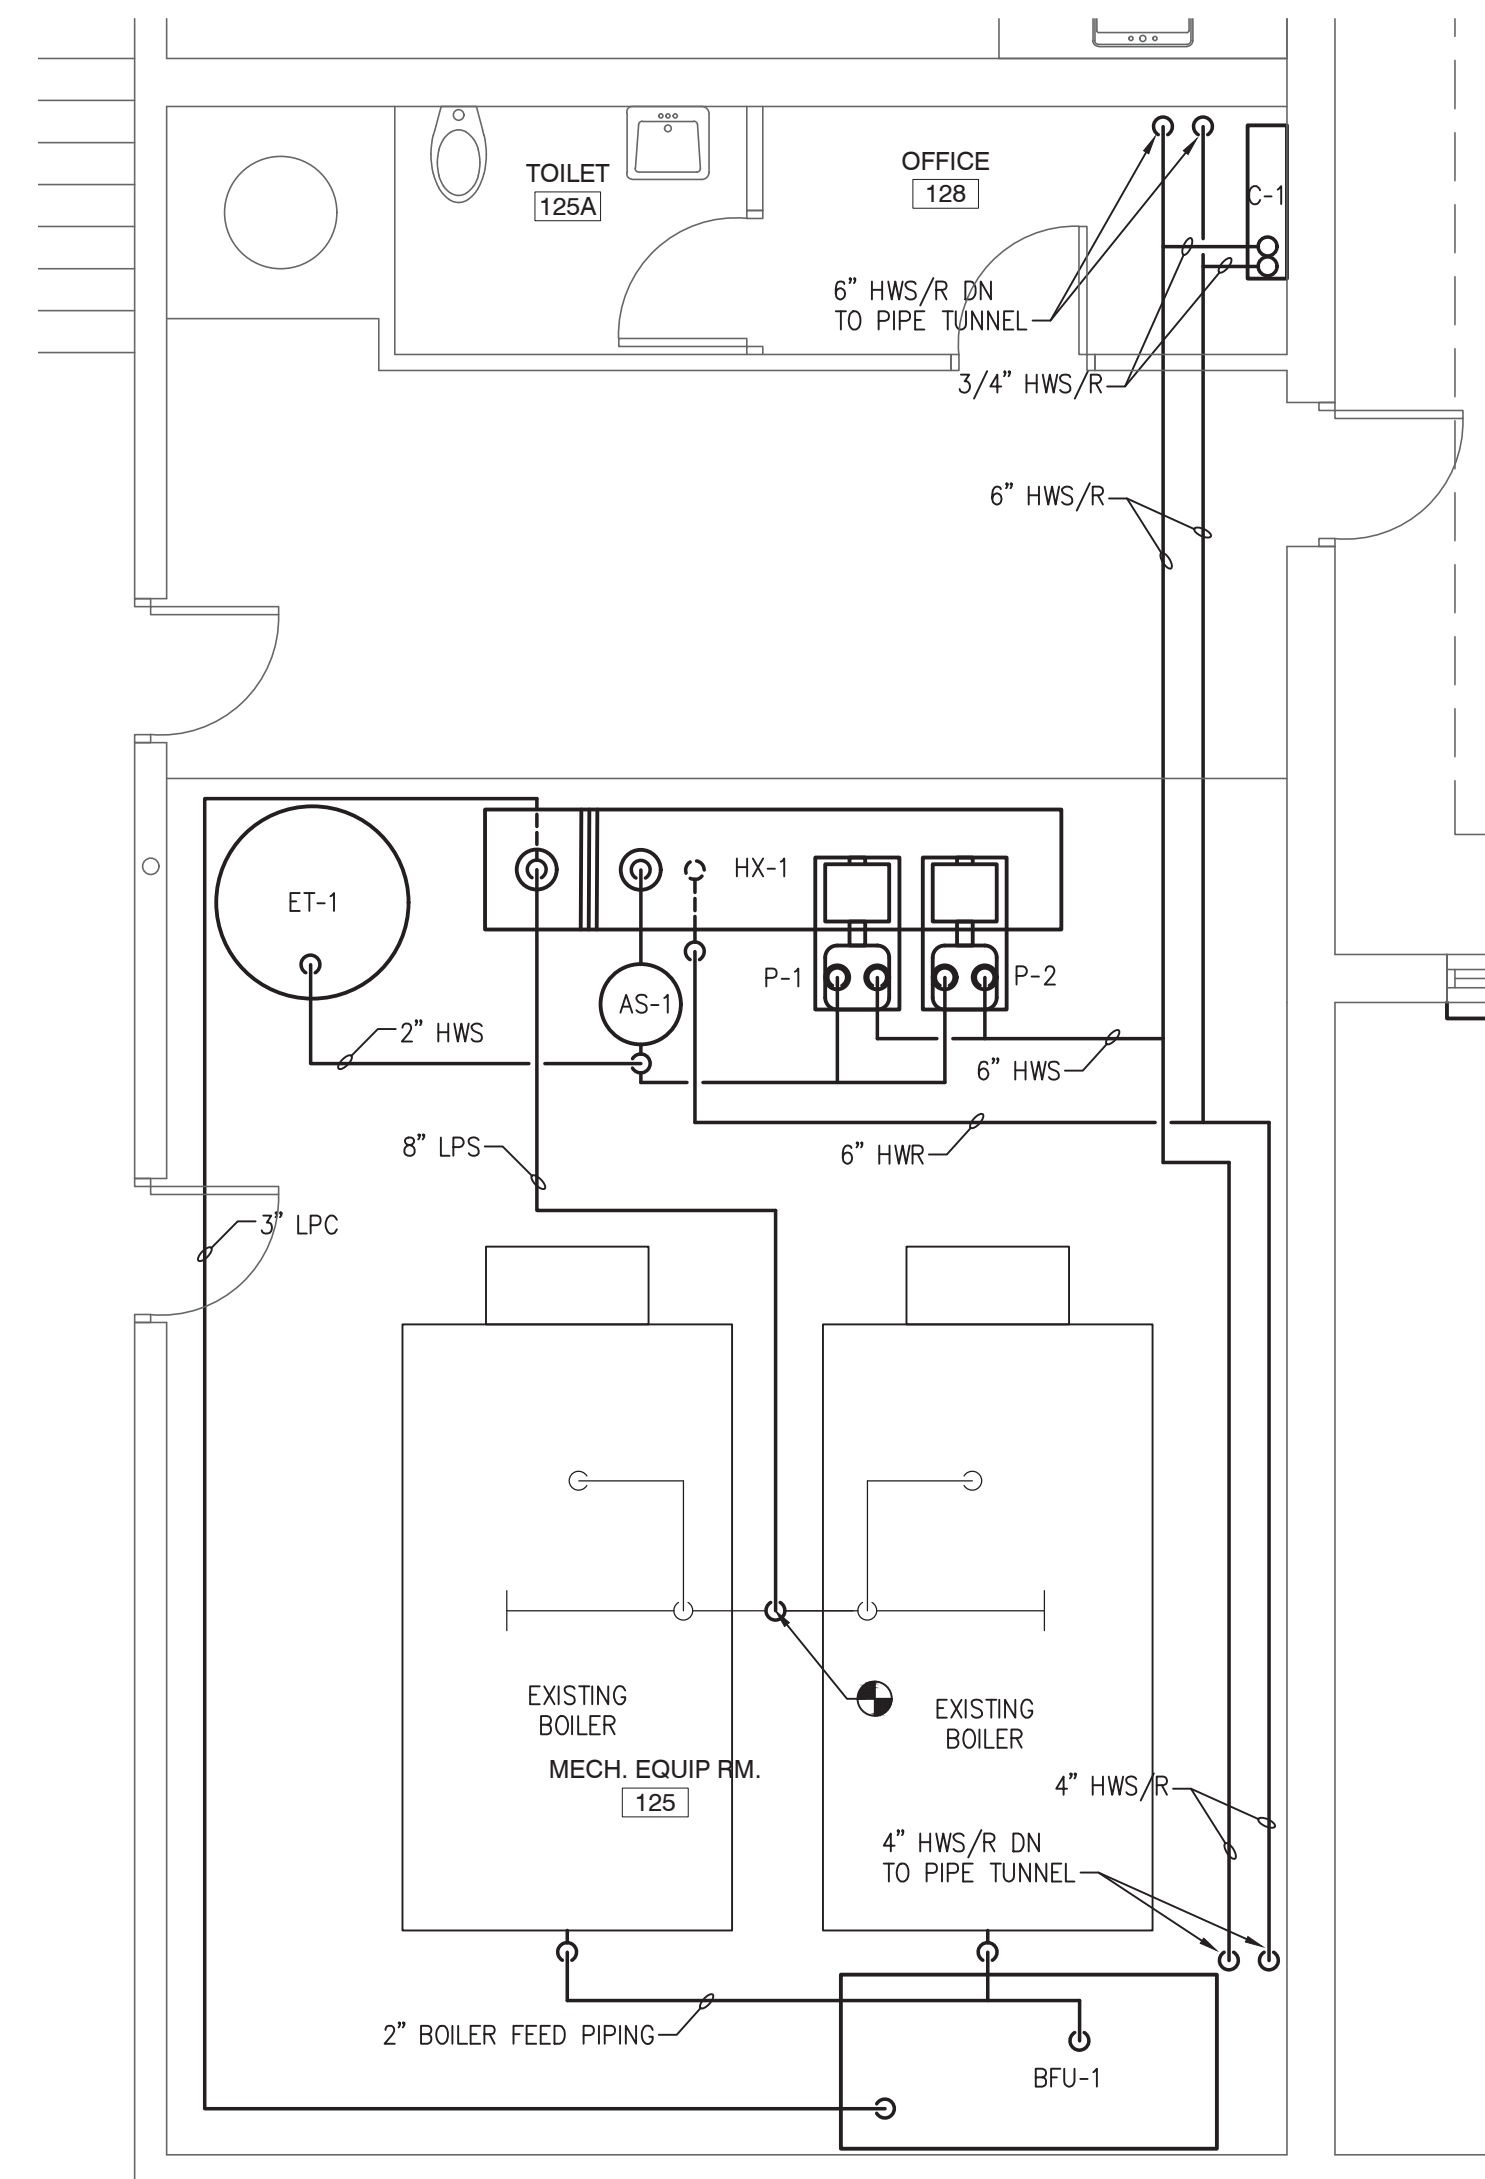 TOILET
125A
OFFICE
128
C-1
6” HWS/R DN
TO PIPE TUNNEL
3/4” HWS/R
6” HWS/R
HX-1
ET-1
P-1
P-2
AS-1
2” HWS
6” HWS
8” LPS
6” HWR
3” LPC
EXISTING
BOILER
EXISTING
BOILER
MECH. EQUIP RM.
125
4” HWS/R
4” HWS/R DN
TO PIPE TUNNEL
2” BOILER FEED PIPING
BFU-1